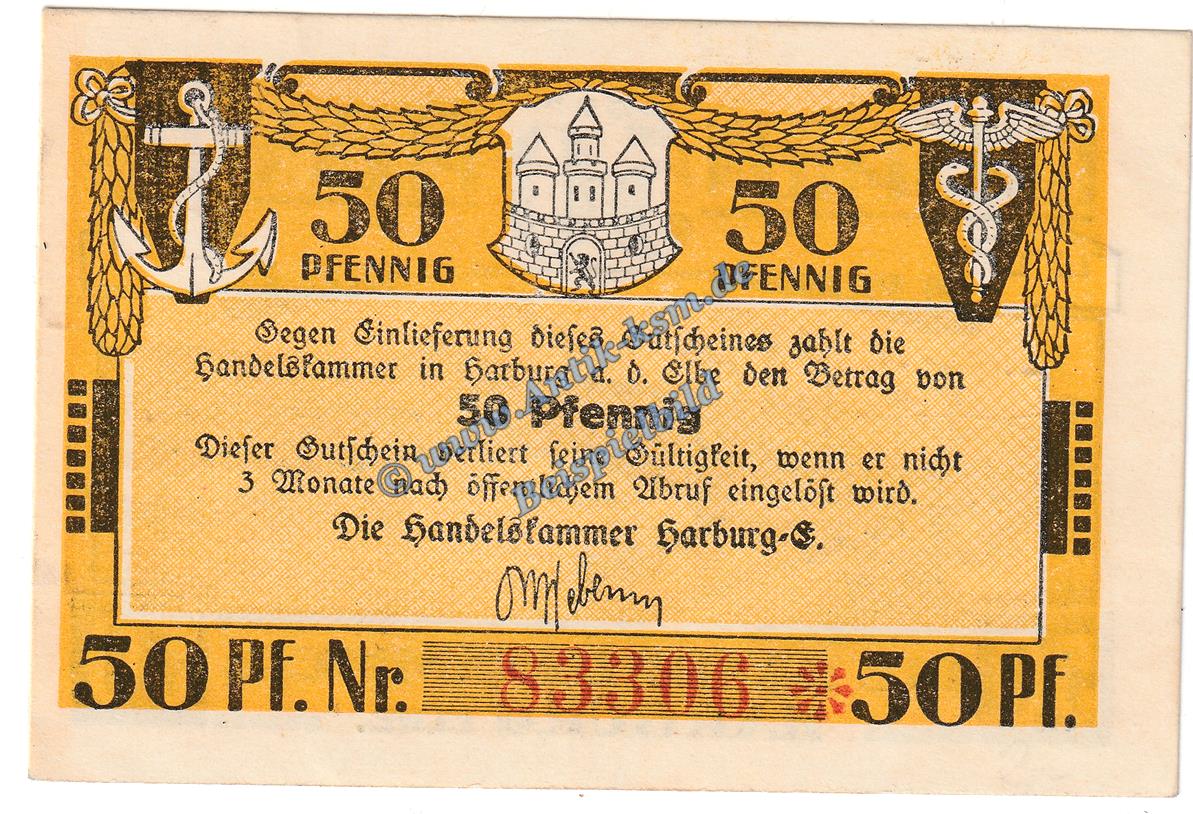 50
PFENNIG
50
PFENNIG
Gegen Einlieferung dieses Gutscheines zahlt die
Handelskammer in Harburg a. d. Elbe den Betrag von
50 Pfennig
Dieser Gutschein verliert seine Gültigkeit, wenn er nicht
3 Monate nach öffentlichem Abruf eingelöst wird.
Die Handelskammer Harburg-E.
50 Pf. Nr. 83306 50 Pf.
© www.Antik-ksm.de
Beispielbild